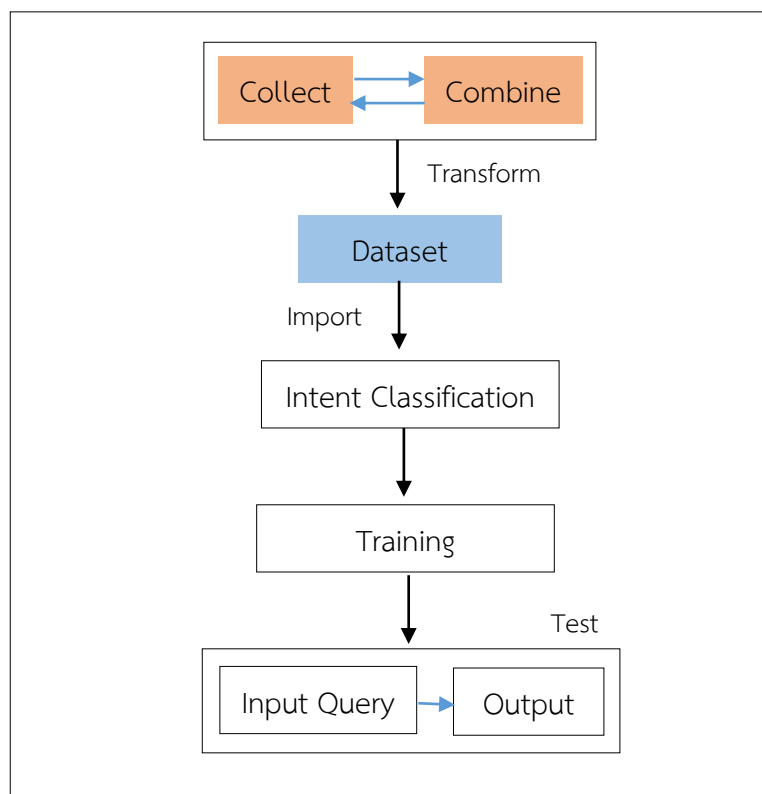 Collect
Combine
Transform
Dataset
Import
Intent Classification
Training
Test
Input Query
Output